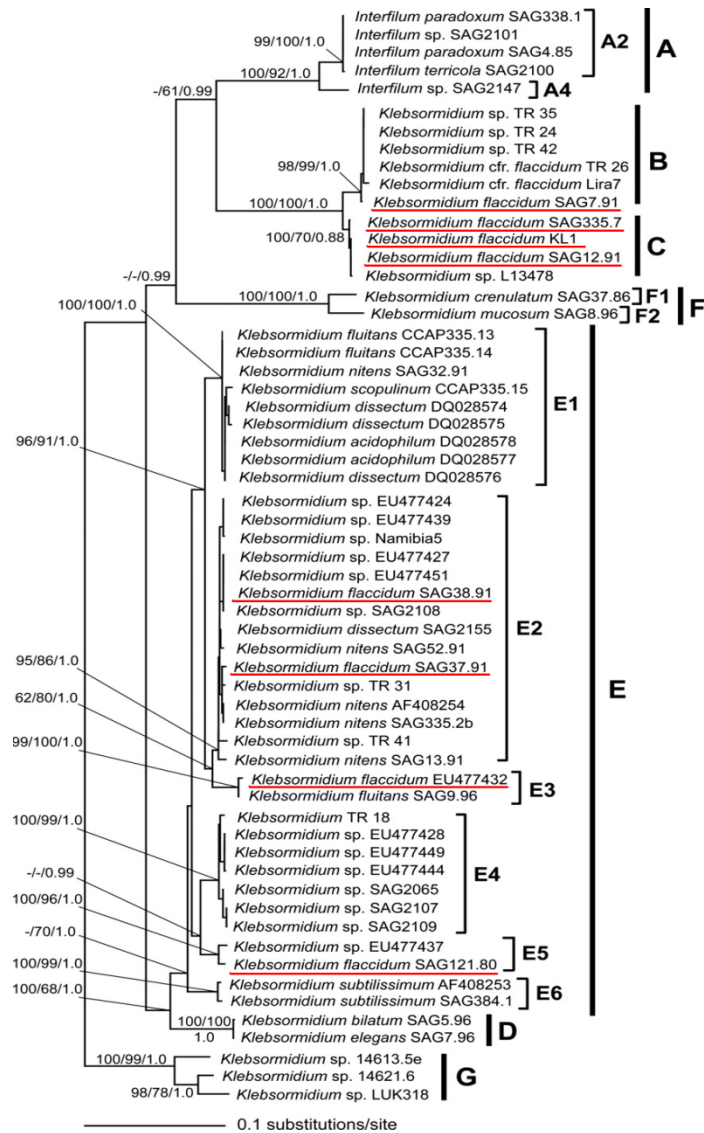 Interfilum paradoxum SAG338.1
Interfilum sp. SAG2101
Interfilum paradoxum SAG4.85
Interfilum terricola SAG2100
Interfilum sp. SAG2147
A2
A4
A
99/100/1.0
100/92/1.0
-/61/0.99
Klebsormidium sp. TR 35
Klebsormidium sp. TR 24
Klebsormidium sp. TR 42
Klebsormidium cfr. flaccidum TR 26
Klebsormidium cfr. flaccidum Lira7
Klebsormidium flaccidum SAG7.91
B
98/99/1.0
100/100/1.0
Klebsormidium flaccidum SAG335.7
Klebsormidium flaccidum KL1
Klebsormidium flaccidum SAG12.91
Klebsormidium sp. L13478
C
100/70/0.88
-/-/0.99
Klebsormidium crenulatum SAG37.86
Klebsormidium mucosum SAG8.96
F1
F2
F
100/100/1.0
100/100/1.0
Klebsormidium fluitans CCAP335.13
Klebsormidium fluitans CCAP335.14
Klebsormidium nitens SAG32.91
Klebsormidium scopulinum CCAP335.15
Klebsormidium dissectum DQ028574
Klebsormidium dissectum DQ028575
Klebsormidium acidophilum DQ028578
Klebsormidium acidophilum DQ028577
Klebsormidium dissectum DQ028576
E1
96/91/1.0
Klebsormidium sp. EU477424
Klebsormidium sp. EU477439
Klebsormidium sp. Namibia5
Klebsormidium sp. EU477427
Klebsormidium sp. EU477451
Klebsormidium flaccidum SAG38.91
Klebsormidium sp. SAG2108
Klebsormidium dissectum SAG2155
Klebsormidium nitens SAG52.91
Klebsormidium flaccidum SAG37.91
Klebsormidium sp. TR 31
Klebsormidium nitens AF408254
Klebsormidium nitens SAG335.2b
Klebsormidium sp. TR 41
Klebsormidium nitens SAG13.91
E2
E
95/86/1.0
62/80/1.0
99/100/1.0
Klebsormidium flaccidum EU477432
Klebsormidium fluitans SAG9.96
E3
Klebsormidium TR 18
Klebsormidium sp. EU477428
Klebsormidium sp. EU477449
Klebsormidium sp. EU477444
Klebsormidium sp. SAG2065
Klebsormidium sp. SAG2107
Klebsormidium sp. SAG2109
E4
100/99/1.0
-/-/0.99
100/96/1.0
-/70/1.0
100/99/1.0
100/68/1.0
Klebsormidium sp. EU477437
Klebsormidium flaccidum SAG121.80
E5
Klebsormidium subtilissimum AF408253
Klebsormidium subtilissimum SAG384.1
E6
Klebsormidium bilatum SAG5.96
Klebsormidium elegans SAG7.96
D
100/100
1.0
Klebsormidium sp. 14613.5e
Klebsormidium sp. 14621.6
Klebsormidium sp. LUK318
G
100/99/1.0
98/78/1.0
0.1 substitutions/site